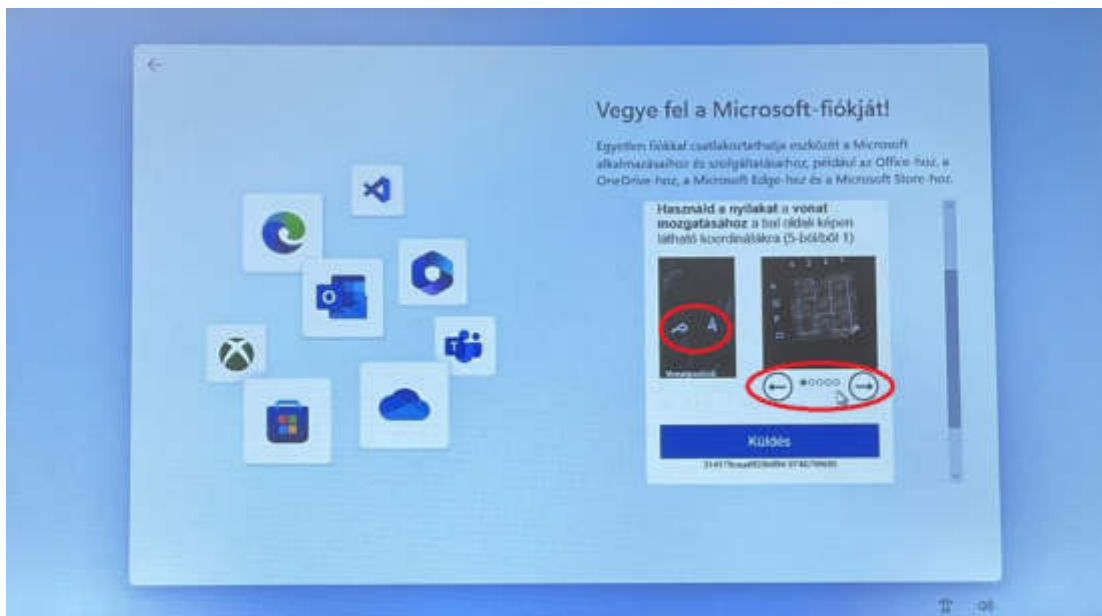 Vegye fel a Microsoft-fiókját!
Egyetlen fiókkal csatlakoztathatja eszközét a Microsoft
alkalmazásaihoz és szolgáltatásaihoz, például az Office-hoz, a
OneDrive-hoz, a Microsoft Edge-hez és a Microsoft Store-hoz.
Használd a nyilakat a vonat
mozgatásához a bal oldali képen
látható koordinátákra (5-ból/ből 1)
Küldés